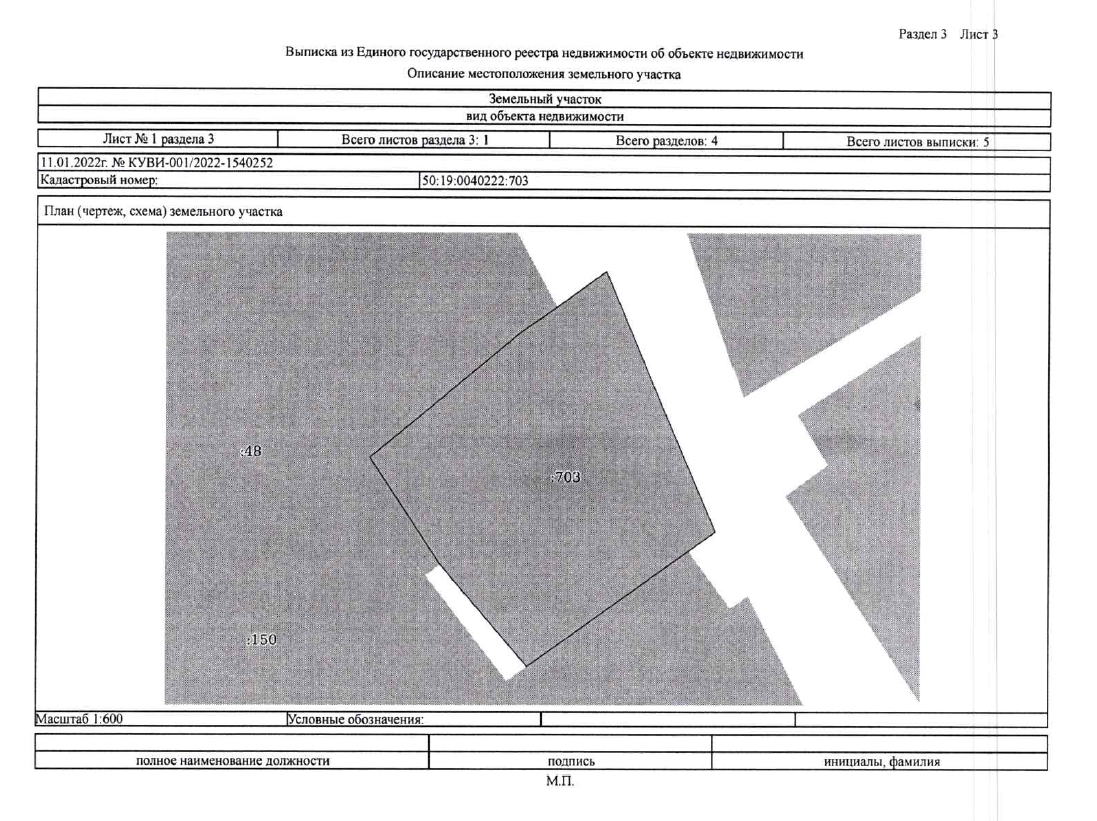 Раздел 3 Лист 3
Выписка из Единого государственного реестра недвижимости об объекте недвижимости
Описание местоположения земельного участка
Земельный участок
вид объекта недвижимости
Лист № 1 раздела 3 Всего листов раздела 3: 1 Всего разделов: 4 Всего листов выписки: 5
11.01.2022г. № КУВИ-001/2022-1540252
Кадастровый номер: 50:19:0040222:703
План (чертеж, схема) земельного участка
:48
:703
:150
Масштаб 1:600 Условные обозначения:
полное наименование должности подпись инициалы, фамилия
М.П.